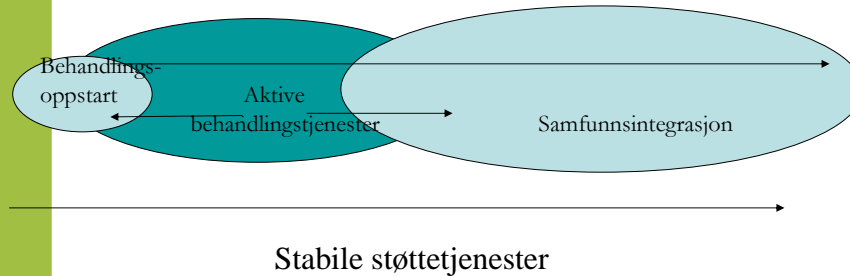 Behandlings-
oppstart
Aktive
behandlingstjenester
Samfunnsintegrasjon
Stabile støttetjenester